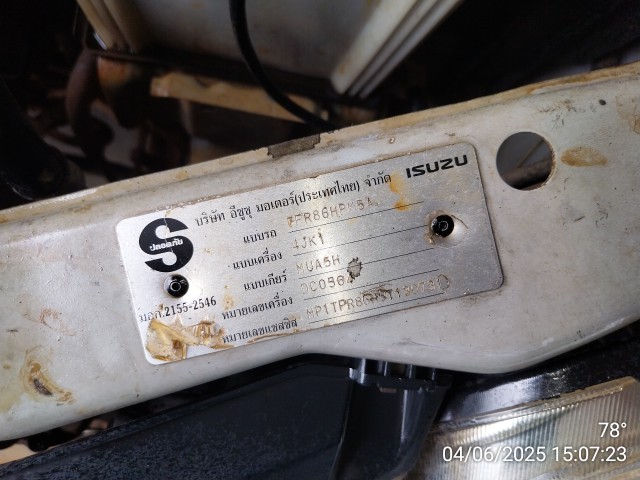 ISUZU
บริษัท อีซูซุ มอเตอร์(ประเทศไทย) จำกัด
S
ปลอดภัย
มอก.2155-2546
แบบรถ
แบบเครื่อง 4JK1
แบบเกียร์ MUA5H
หมายเลขเครื่อง
หมายเลขแชสซิส
78°
04/06/2025 15:07:23